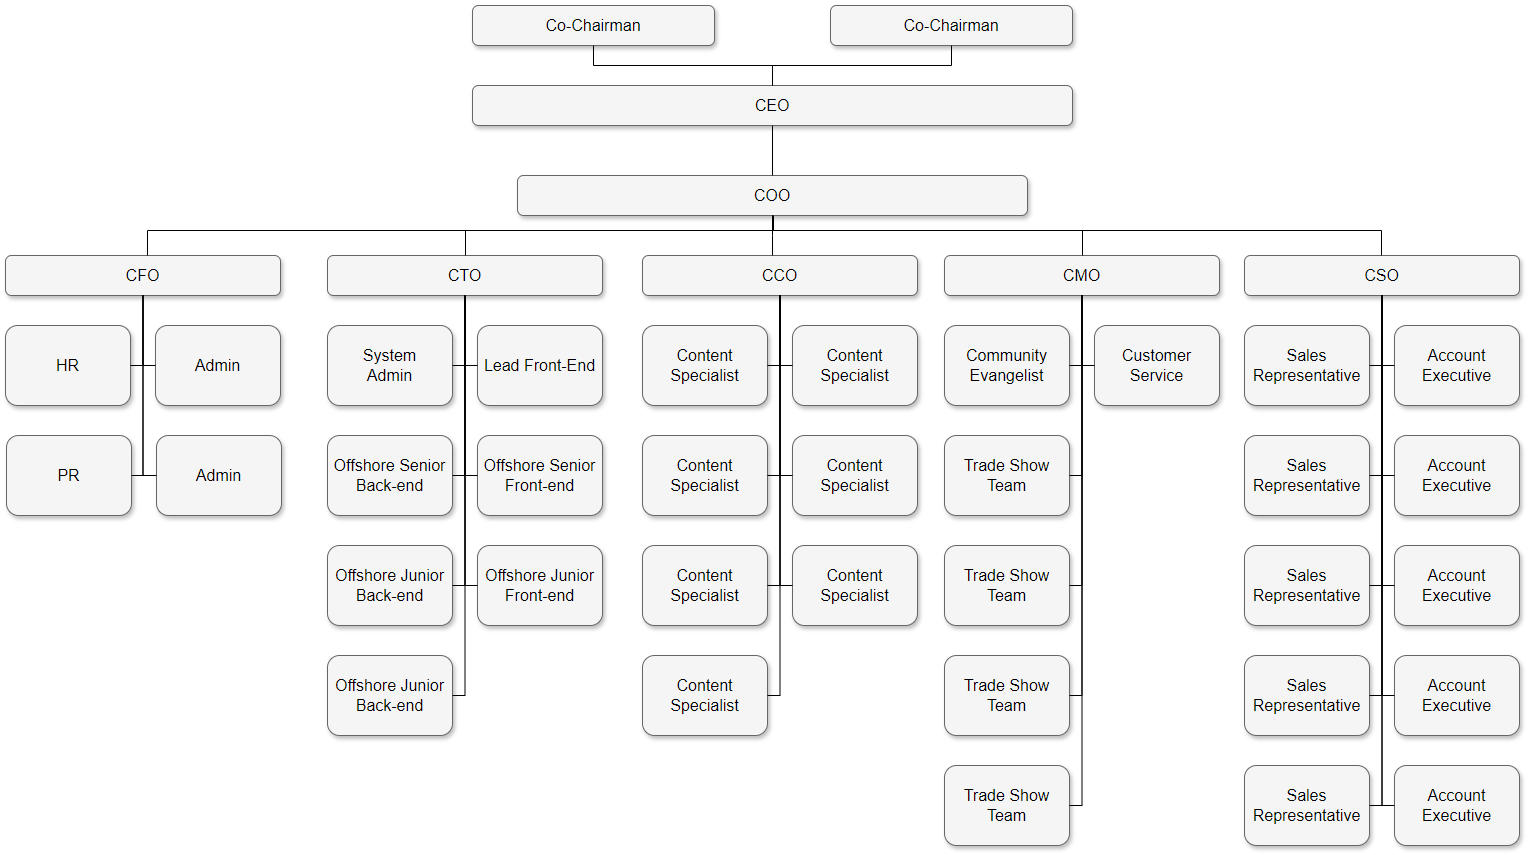 Co-Chairman
Co-Chairman
CEO
COO
CFO
CTO
CCO
CMO
CSO
HR
Admin
PR
Admin
System
Admin
Lead Front-End
Offshore Senior
Back-end
Offshore Senior
Front-end
Offshore Junior
Back-end
Offshore Junior
Front-end
Offshore Junior
Back-end
Content
Specialist
Content
Specialist
Content
Specialist
Content
Specialist
Content
Specialist
Content
Specialist
Content
Specialist
Community
Evangelist
Customer
Service
Trade Show
Team
Trade Show
Team
Trade Show
Team
Trade Show
Team
Sales
Representative
Account
Executive
Sales
Representative
Account
Executive
Sales
Representative
Account
Executive
Sales
Representative
Account
Executive
Sales
Representative
Account
Executive